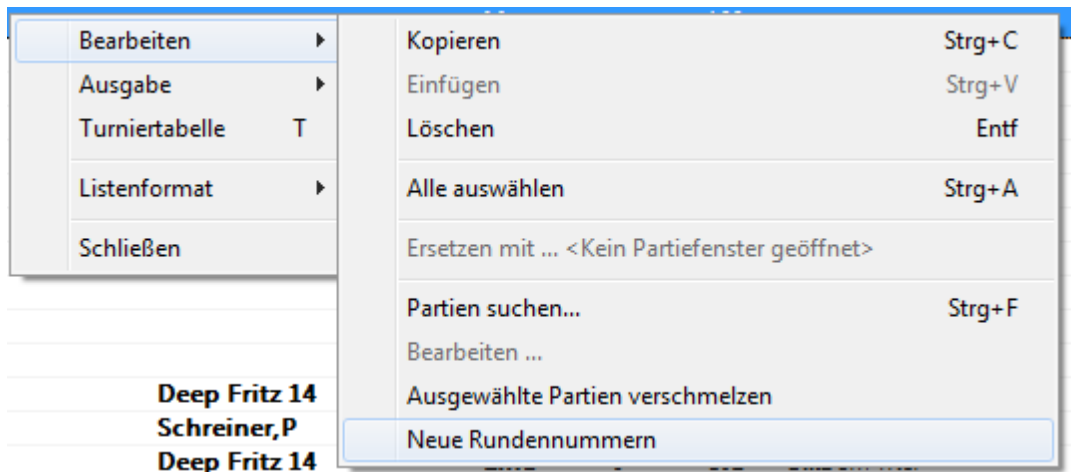 Bearbeiten
Ausgabe
Turniertabelle T
Listenformat
Schließen
Kopieren Strg+C
Einfügen Strg+V
Löschen Entf
Alle auswählen Strg+A
Ersetzen mit ... <Kein Partiefenster geöffnet>
Partien suchen... Strg+F
Bearbeiten ...
Ausgewählte Partien verschmelzen
Neue Rundennummern
Deep Fritz 14
Schreiner,P
Deep Fritz 14